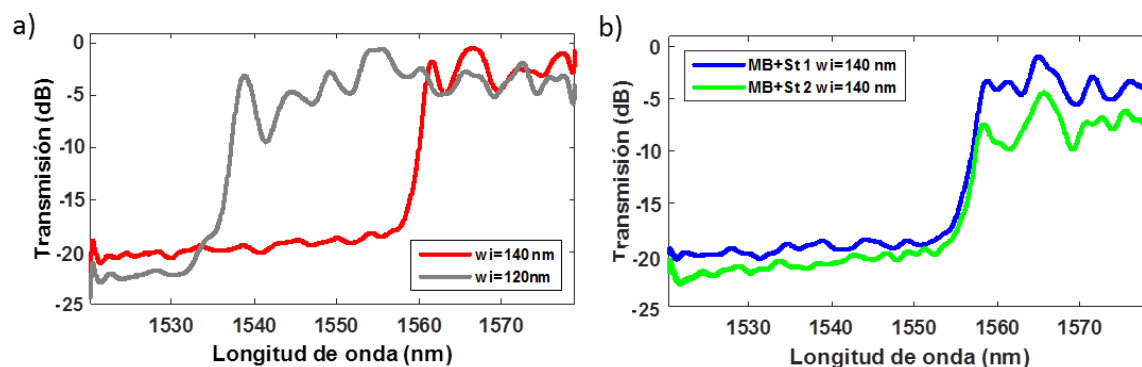 a)
Transmisión (dB)
0
-5
-10
-15
-20
-25
1530 1540 1550 1560 1570
Longitud de onda (nm)
wi=140 nm
wi=120nm
b)
Transmisión (dB)
0
-5
-10
-15
-20
-25
1530 1540 1550 1560 1570
Longitud de onda (nm)
MB+St 1 wi=140 nm
MB+St 2 wi=140 nm